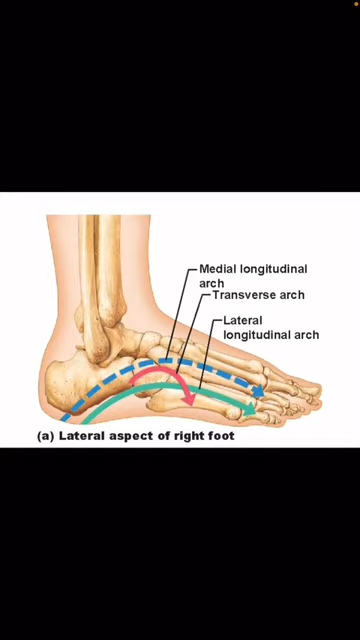 Medial longitudinal
arch
Transverse arch
Lateral
longitudinal arch
(a) Lateral aspect of right foot